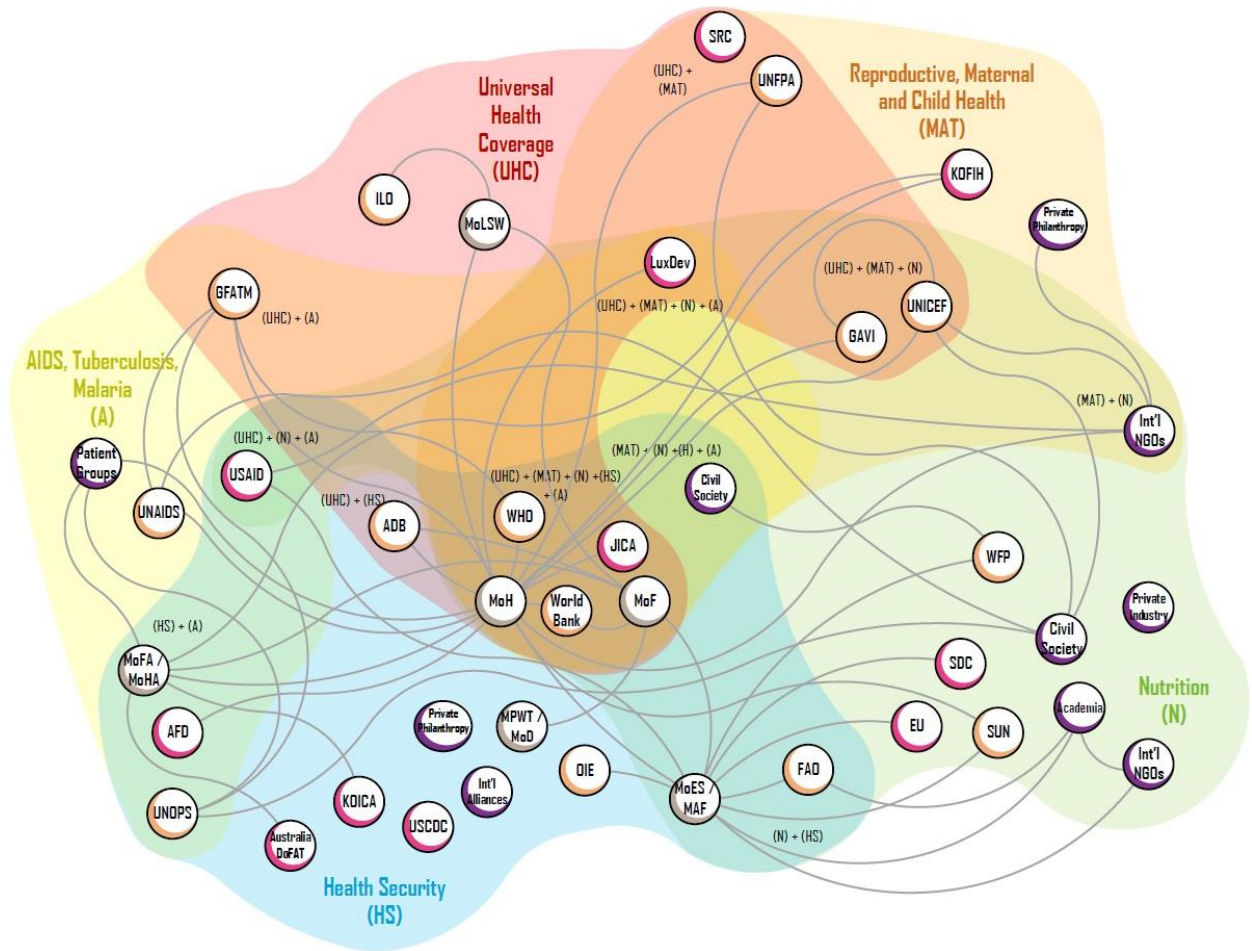 SRC
(UHC) +
(MAT)
UNFPA
Universal
Health
Coverage
(UHC)
Reproductive, Maternal
and Child Health
(MAT)
ILO
MoLSW
KOFIH
Private
Philanthropy
LuxDev
(UHC) + (MAT) + (N) + (A)
(UHC) + (MAT) + (N)
UNICEF
GAVI
GFATM
(UHC) + (A)
AIDS, Tuberculosis,
Malaria
(A)
(MAT) + (N)
Int'l
NGOs
Patient
Groups
(UHC) + (N) + (A)
USAID
UNAIDS
(UHC) + (HS)
ADB
(UHC) + (MAT) + (N) +(HS)
+ (A)
WHO
(MAT) + (N) +(H) + (A)
Civil
Society
JICA
WFP
MoH
World
Bank
MoF
Private
Industry
Civil
Society
(HS) + (A)
MoFA /
MoHA
SDC
Nutrition
(N)
AFD
Private
Philanthropy
MPWT /
MoD
EU
SUN
Academia
Int'l
NGOs
OIE
FAO
MoES /
MAF
UNOPS
KOICA
Int'l
Alliances
USCDC
Australia
DoFAT
(N) + (HS)
Health Security
(HS)